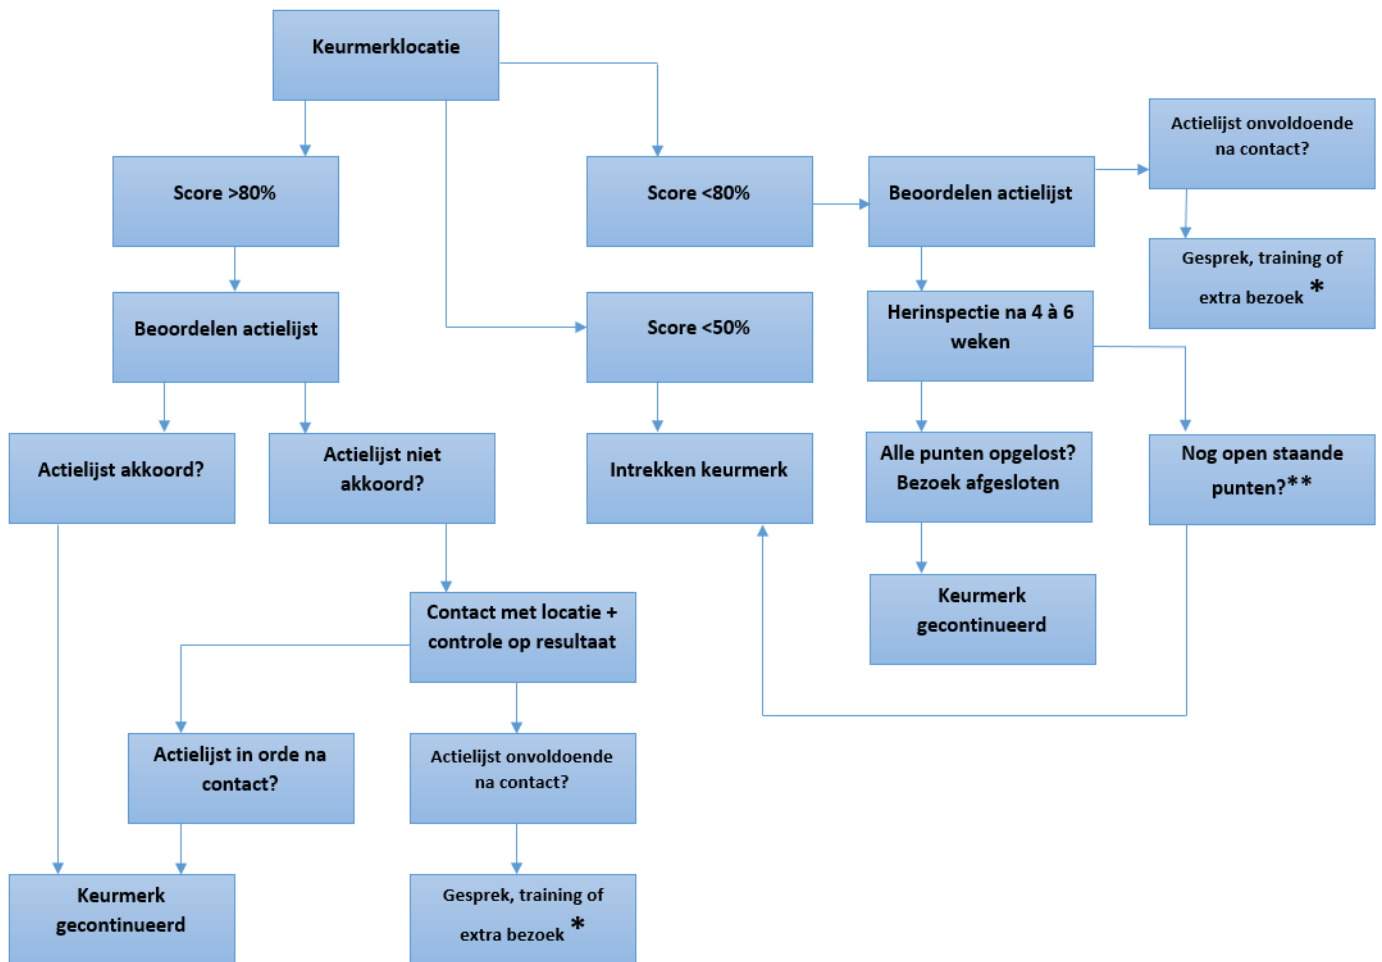 Keurmerklocatie
Actielijst onvoldoende
na contact?
Score >80%
Score <80%
Beoordelen actielijst
Gesprek, training of
extra bezoek *
Beoordelen actielijst
Score <50%
Herinspectie na 4 à 6
weken
Actielijst akkoord?
Actielijst niet
akkoord?
Intrekken keurmerk
Alle punten opgelost?
Bezoek afgesloten
Nog open staande
punten?**
Contact met locatie +
controle op resultaat
Keurmerk
gecontinueerd
Actielijst in orde na
contact?
Actielijst onvoldoende
na contact?
Keurmerk
gecontinueerd
Gesprek, training of
extra bezoek *